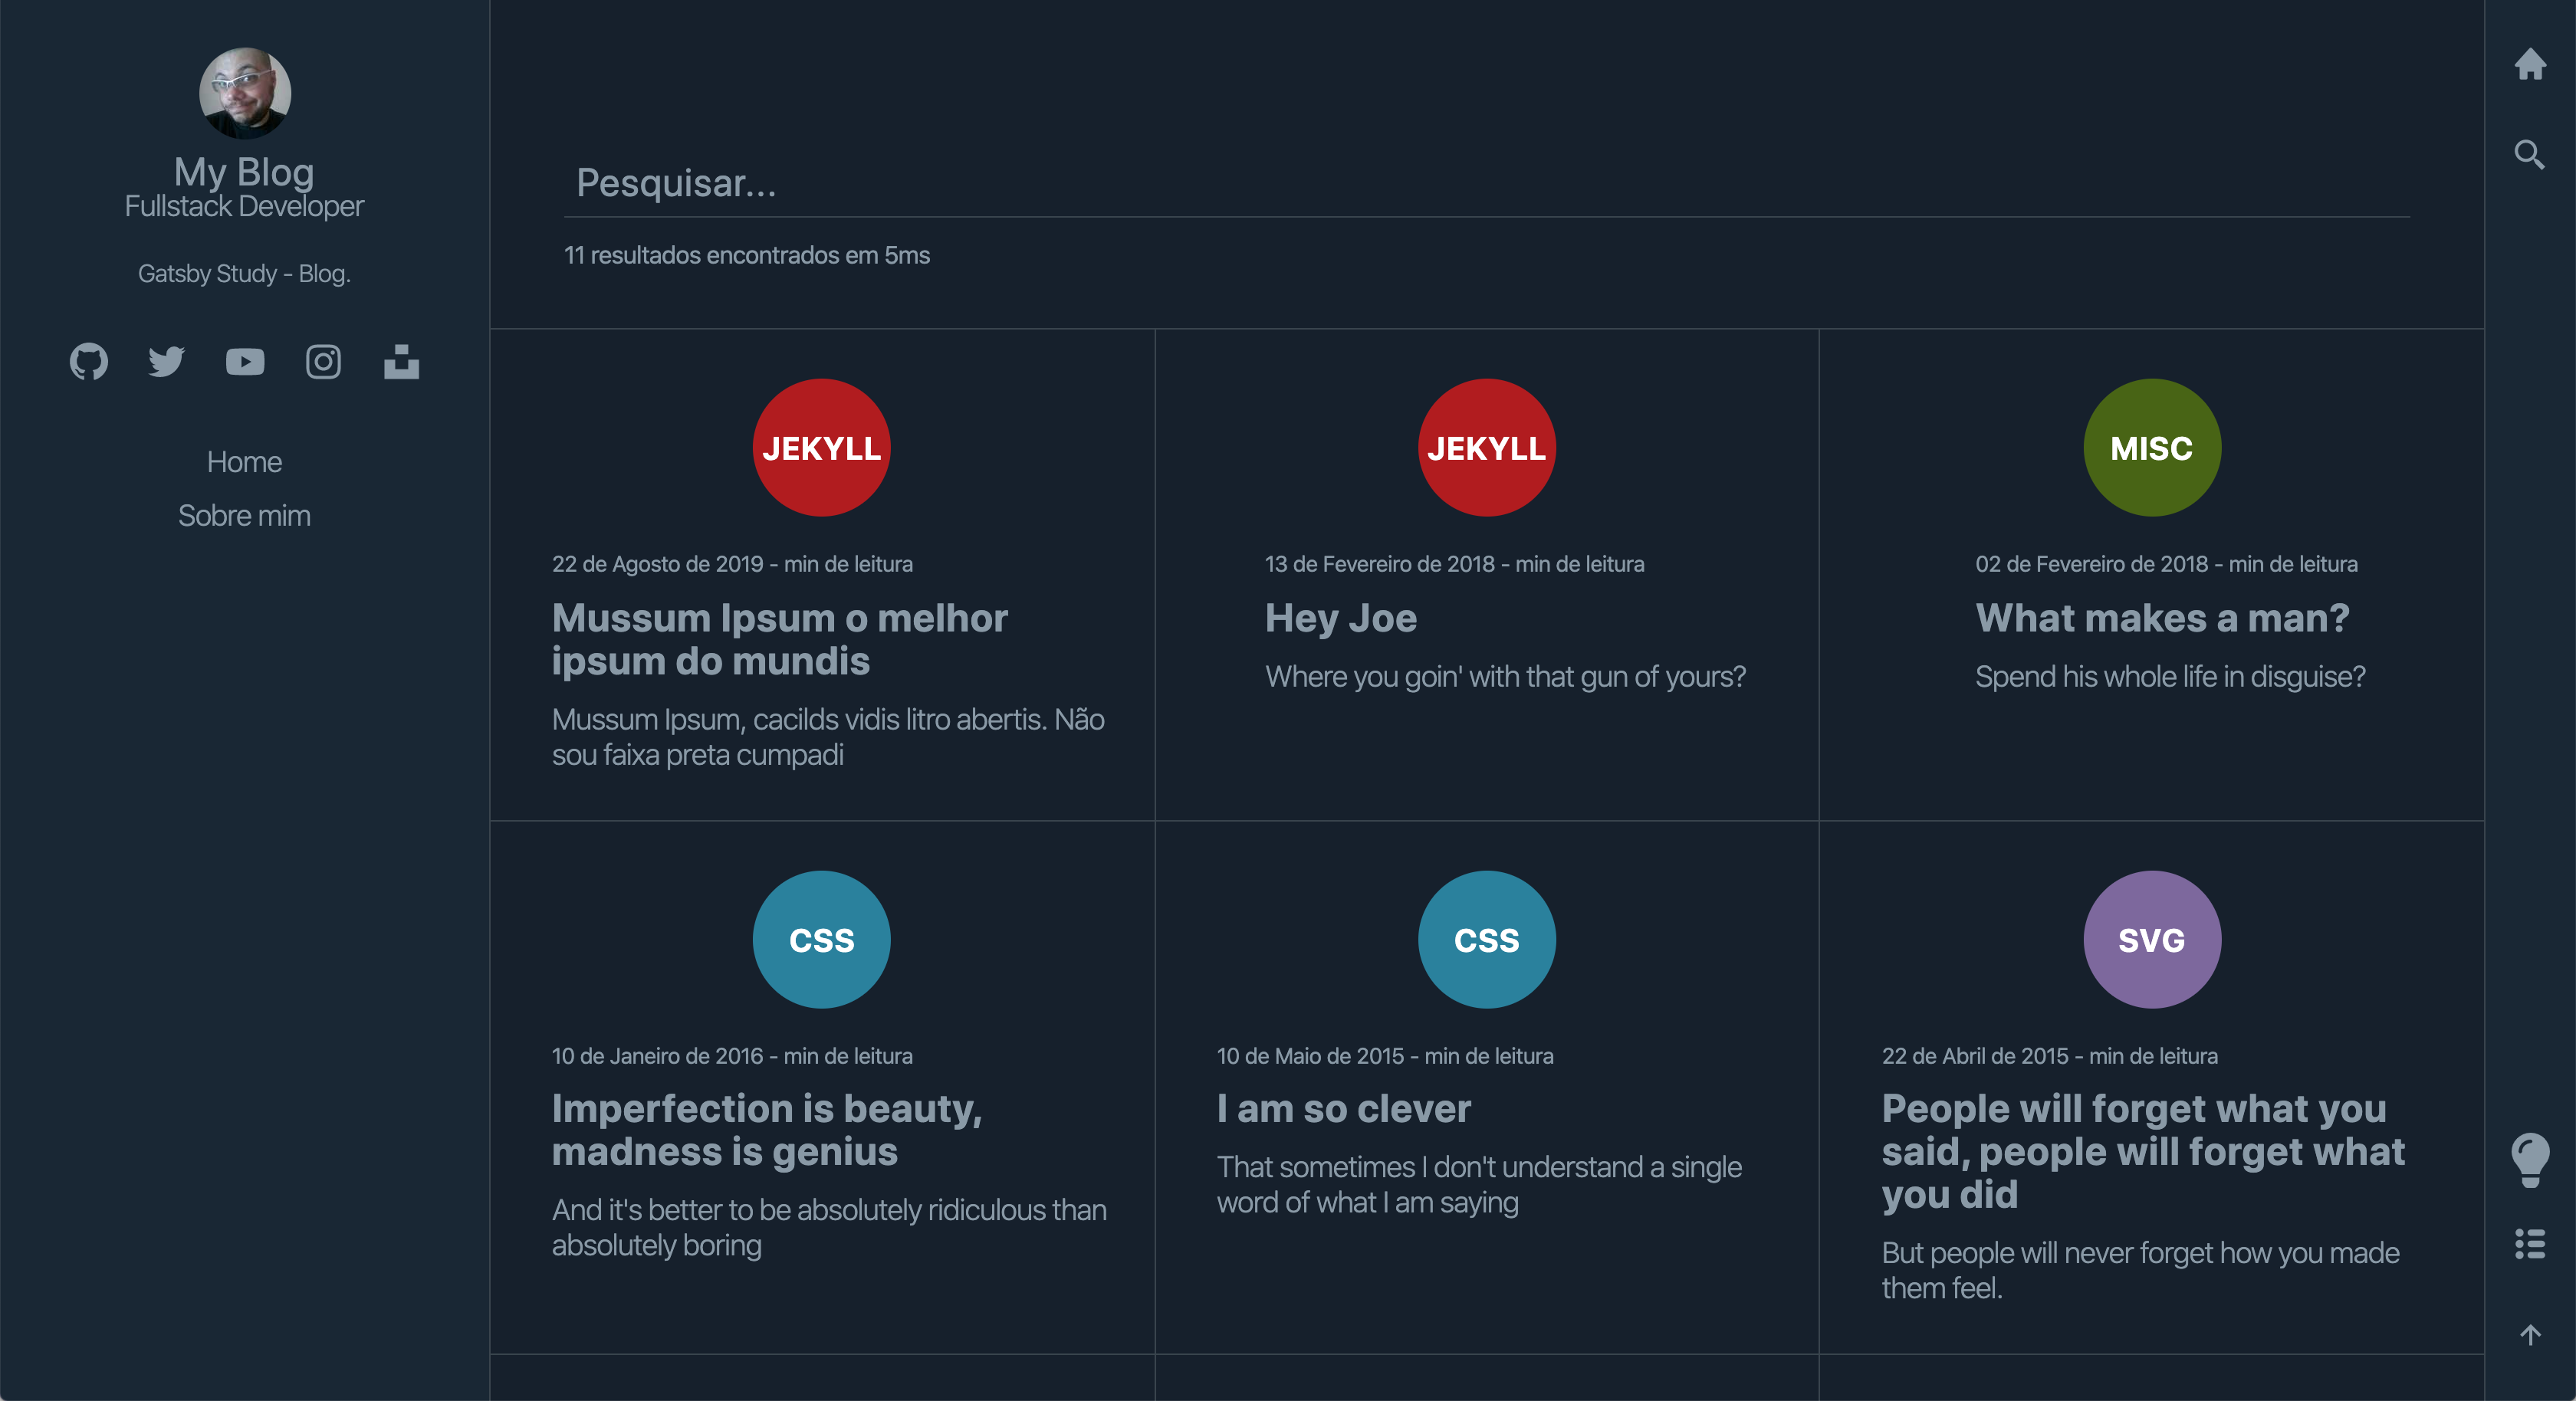 My Blog
Fullstack Developer
Gatsby Study - Blog.
Home
Sobre mim
Pesquisar...
11 resultados encontrados em 5ms
JEKYLL
22 de Agosto de 2019 - min de leitura
Mussum Ipsum o melhor
ipsum do mundis
Mussum Ipsum, cacilds vidis litro abertis. Não
sou faixa preta cumpadi
JEKYLL
13 de Fevereiro de 2018 - min de leitura
Hey Joe
Where you goin' with that gun of yours?
MISC
02 de Fevereiro de 2018 - min de leitura
What makes a man?
Spend his whole life in disguise?
CSS
10 de Janeiro de 2016 - min de leitura
Imperfection is beauty,
madness is genius
And it's better to be absolutely ridiculous than
absolutely boring
CSS
10 de Maio de 2015 - min de leitura
I am so clever
That sometimes I don't understand a single
word of what I am saying
SVG
22 de Abril de 2015 - min de leitura
People will forget what you
said, people will forget what
you did
But people will never forget how you made
them feel.